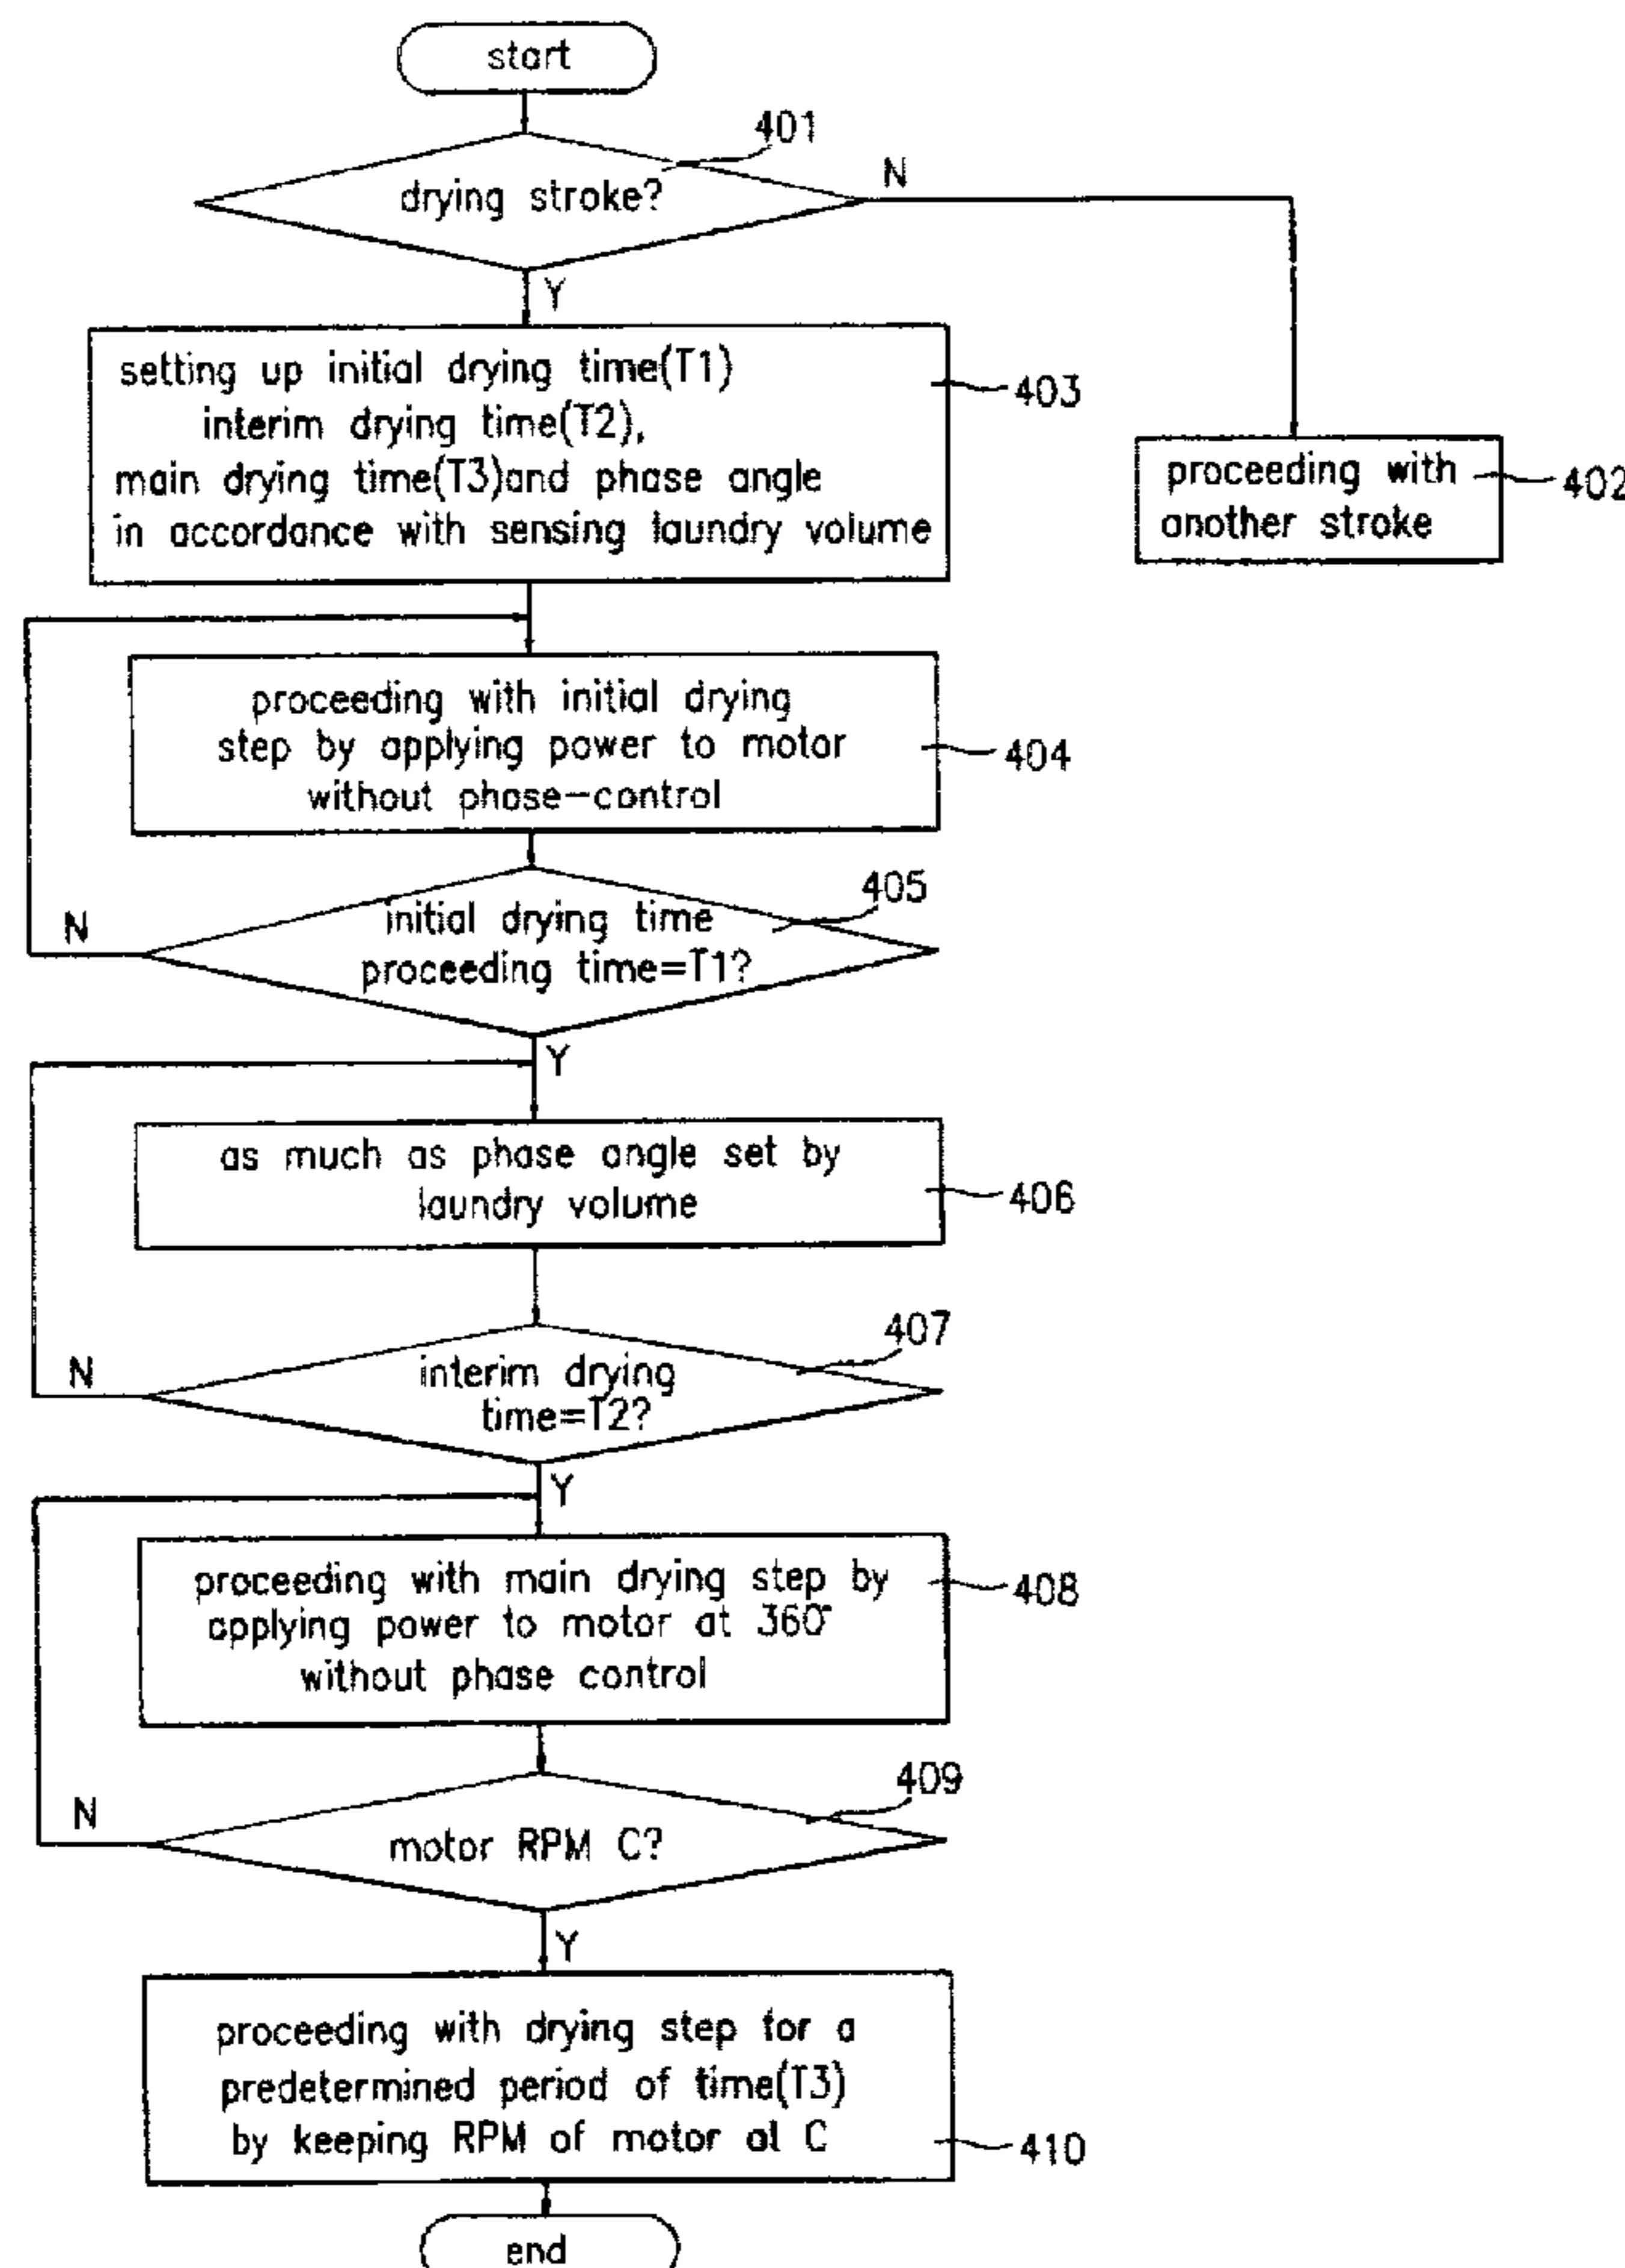 start
401
drying stroke?
N
Y
setting up initial drying time(T1)
interim drying time(T2),
main drying time(T3)and phase angle
in accordance with sensing laundry volume
403
proceeding with
another stroke
402
proceeding with initial drying
step by applying power to motor
without phase-control
404
405
initial drying time
proceeding time=T1?
N
Y
as much as phase angle set by
laundry volume
406
407
interim drying
time=T2?
N
Y
proceeding with main drying step by
applying power to motor at 360°
without phase control
408
409
motor RPM C?
N
Y
proceeding with drying step for a
predetermined period of time(T3)
by keeping RPM of motor at C
410
end